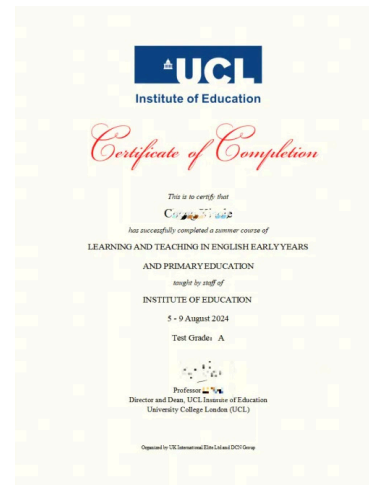 UCL
Institute of Education
Certificate of Completion
This is to certify that
has successfully completed a summer course of
LEARNING AND TEACHING IN ENGLISH EARLY YEARS
AND PRIMARY EDUCATION
taught by staff of
INSTITUTE OF EDUCATION
5 - 9 August 2024
Test Grade: A
Professor
Director and Dean, UCL Institute of Education
University College London (UCL)
Organized by UK International Elite Ltd and DCN Group